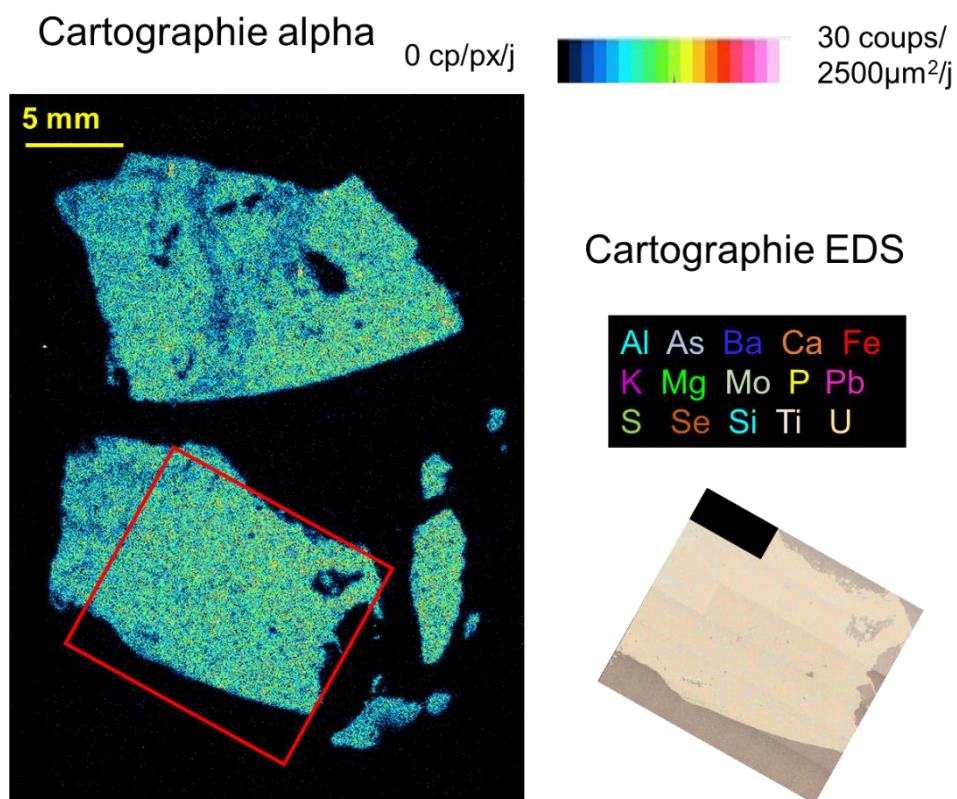 Cartographie alpha
0 cp/px/j
30 coups/
2500µm²/j
5 mm
Cartographie EDS
Al As Ba Ca Fe
K Mg Mo P Pb
S Se Si Ti U